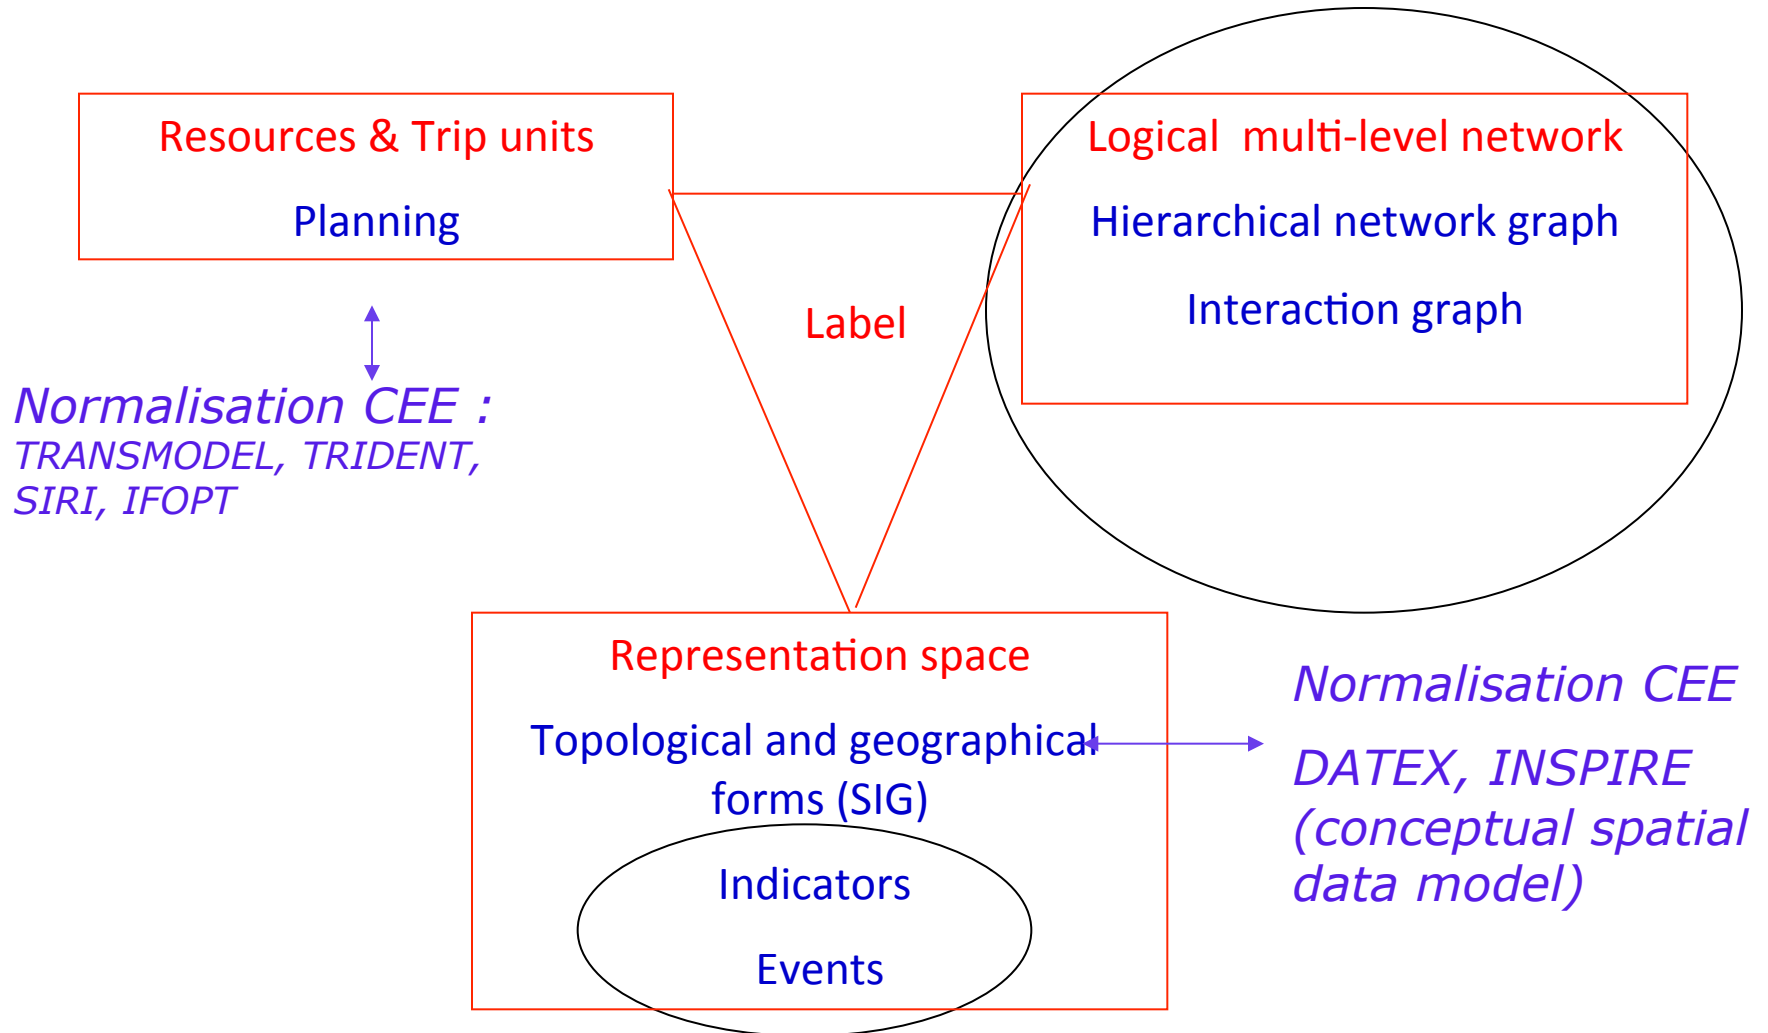 Resources & Trip units
Planning
Logical multi-level network
Hierarchical network graph
Interaction graph
Label
Normalisation CEE :
TRANSMODEL, TRIDENT,
SIRI, IFOPT
Representation space
Topological and geographical
forms (SIG)
Indicators
Events
Normalisation CEE
DATEX, INSPIRE
(conceptual spatial
data model)